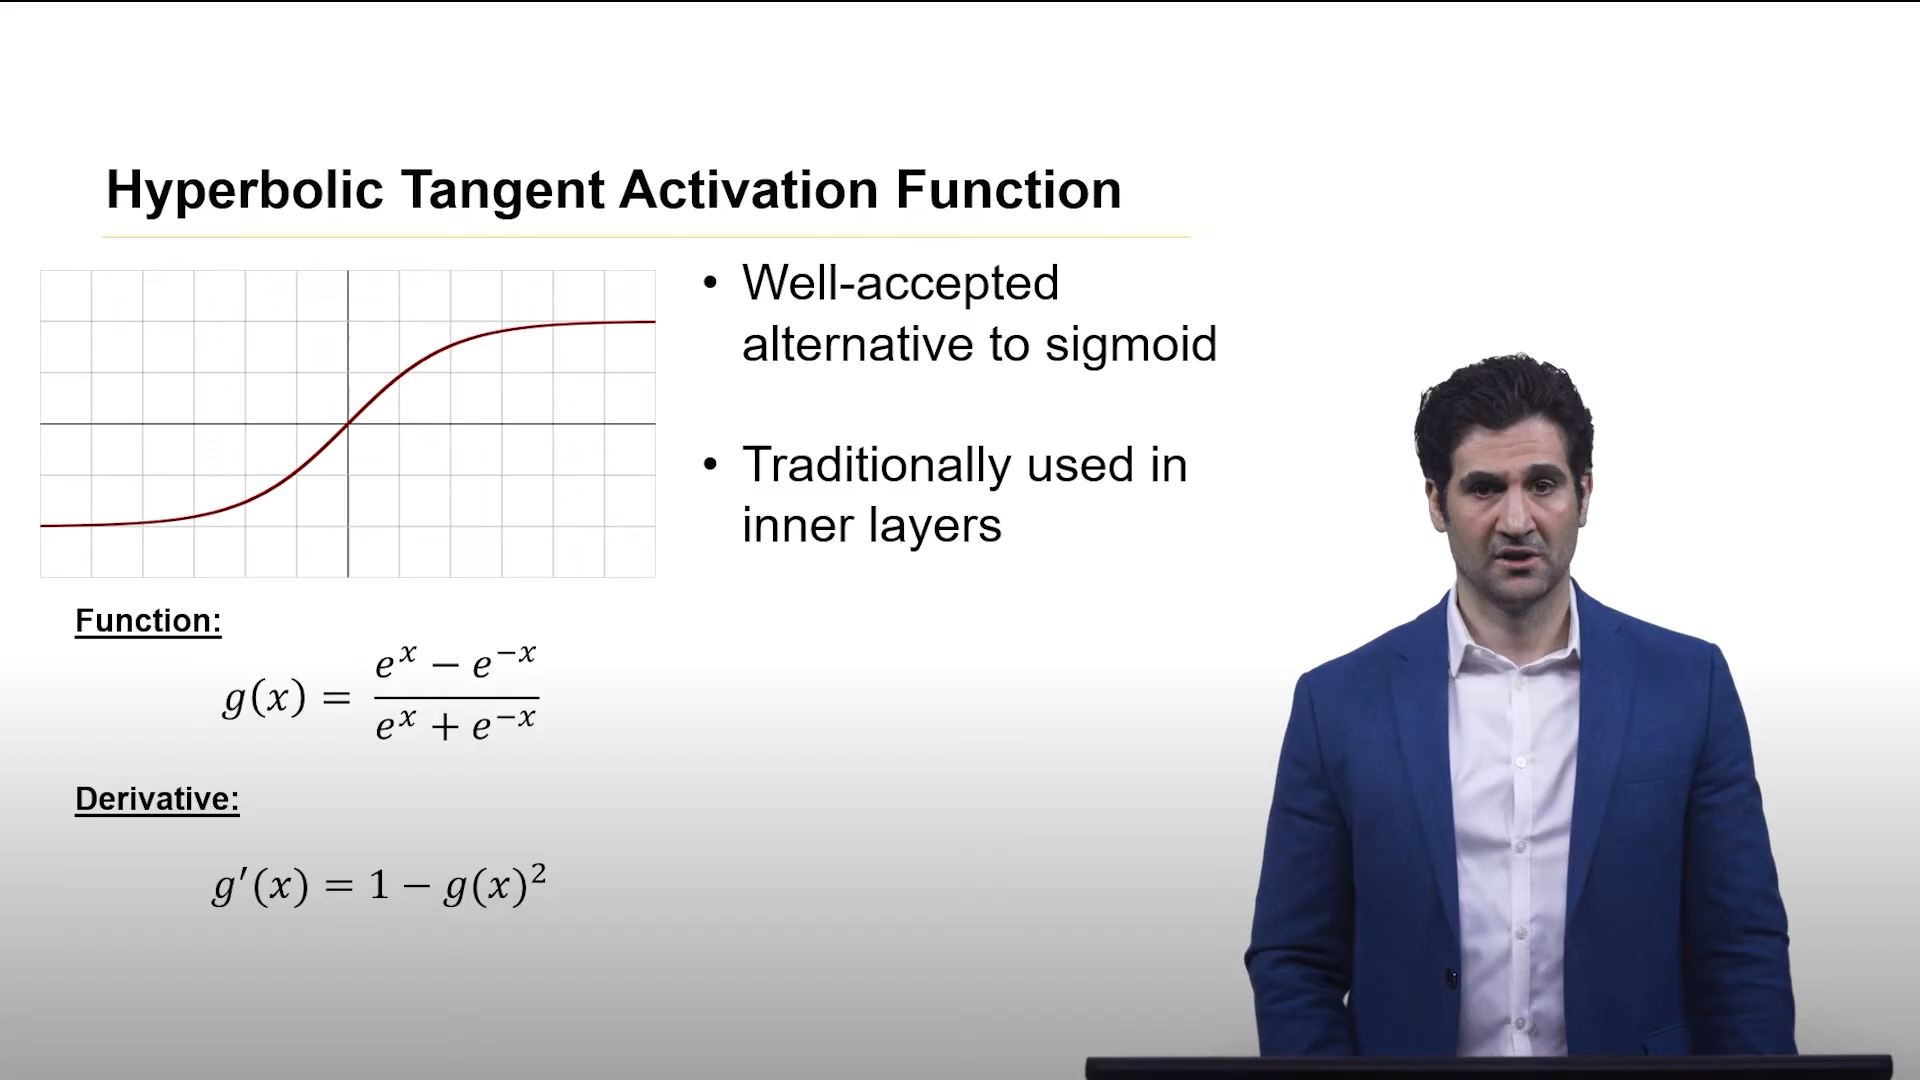 Hyperbolic Tangent Activation Function
• Well-accepted
alternative to sigmoid
• Traditionally used in
inner layers
Function:
g(x) = (e^x − e^−x) / (e^x + e^−x)
Derivative:
g′(x) = 1 − g(x)²